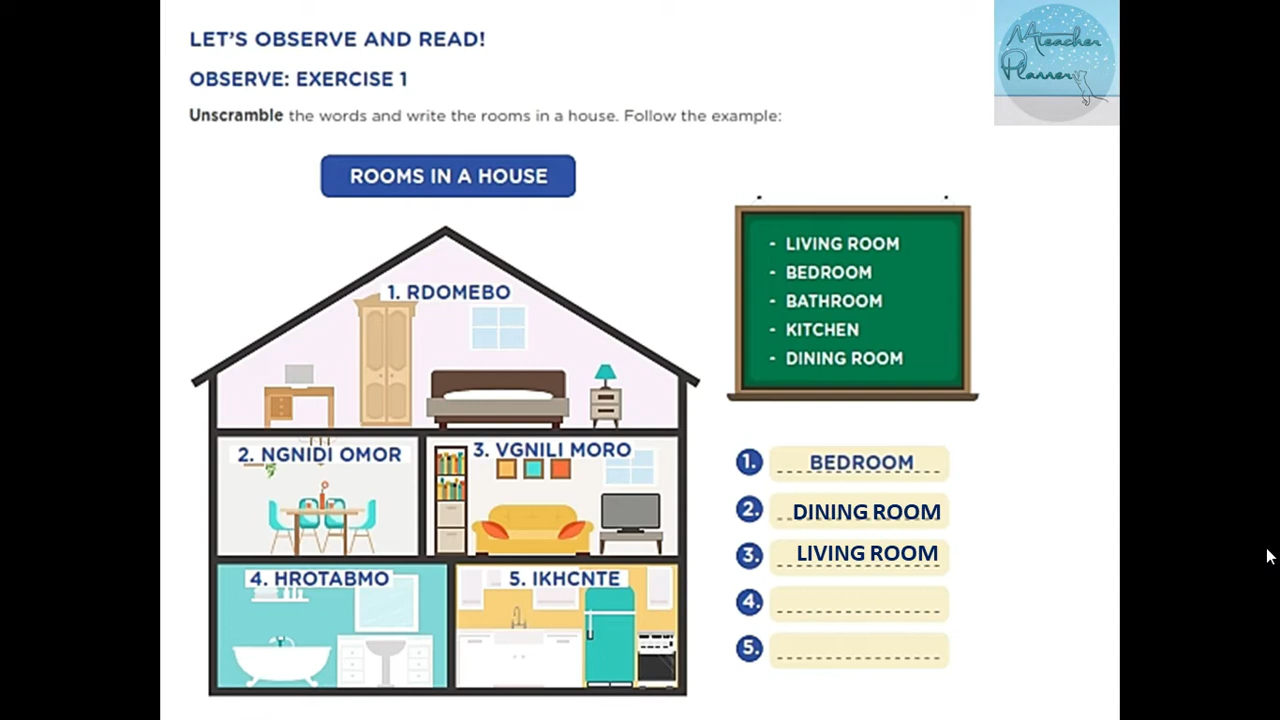 LET'S OBSERVE AND READ!
OBSERVE: EXERCISE 1
Unscramble the words and write the rooms in a house. Follow the example:
ROOMS IN A HOUSE
1. RDOMEBO
2. NGNIDI OMOR
3. VGNILI MORO
4. HROTABMO
5. IKHCNTE
- LIVING ROOM
- BEDROOM
- BATHROOM
- KITCHEN
- DINING ROOM
1. BEDROOM
2. DINING ROOM
3. LIVING ROOM
4.
5.
Mteacher
Planner